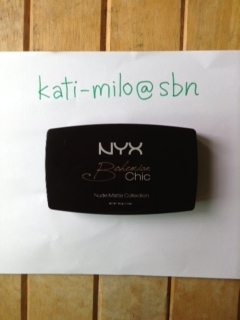 kati-milo@sbn
NYX
Bohemian
Chic
Nude Matte Collection